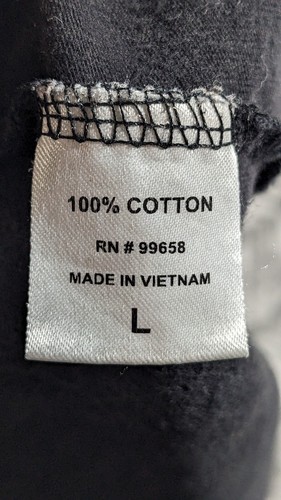 100% COTTON
RN # 99658
MADE IN VIETNAM
L